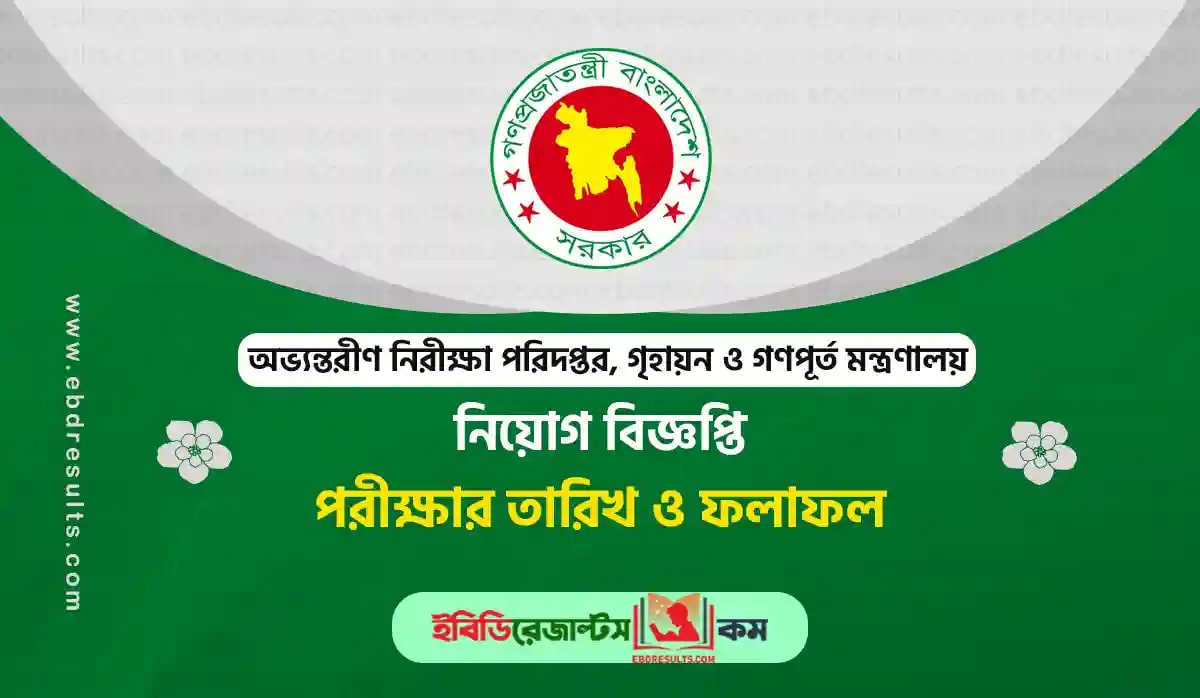 গণপ্রজাতন্ত্রী বাংলাদেশ
সরকার
www.ebdresults.com
অভ্যন্তরীণ নিরীক্ষা পরিদপ্তর, গৃহায়ন ও গণপূর্ত মন্ত্রণালয়
নিয়োগ বিজ্ঞপ্তি
পরীক্ষার তারিখ ও ফলাফল
ইবিডিরেজাল্টস কম
EBDRESULTS.COM